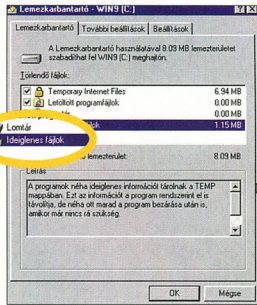 Lemezkarbantartó - WIN9 (C:)
Lemezkarbantartó További beállítások Beállítások
A Lemezkarbantartó használatával 8.09 MB lemezterületet
szabadíthat fel WIN9 (C:) meghajtón.
Törlendő fájlok:
Temporary Internet Files 6.94 MB
Letöltött programfájlok 0.00 MB
0.00 MB
Lomtár
1.15 MB
Ideiglenes fájlok
lemezterület: 8.09 MB
Leírás
A programok néha ideiglenes információt tárolnak a TEMP
mappában. Ezt az információt a program rendszerint el is
távolítja, de néha ott marad a program bezárása után is,
amikor már nincs rá szükség.
OK Mégse